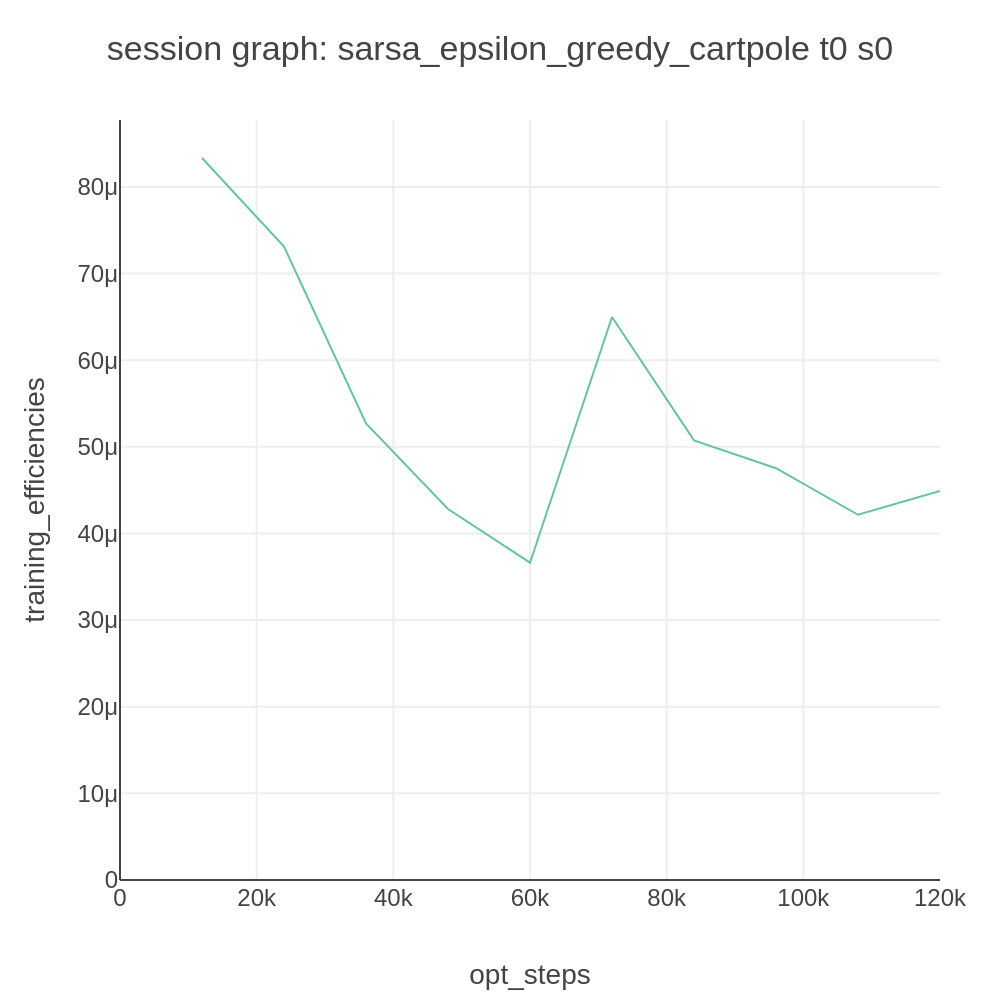 session graph: sarsa_epsilon_greedy_cartpole t0 s0
training_efficiencies
80μ
70μ
60μ
50μ
40μ
30μ
20μ
10μ
0
0 20k 40k 60k 80k 100k 120k
opt_steps